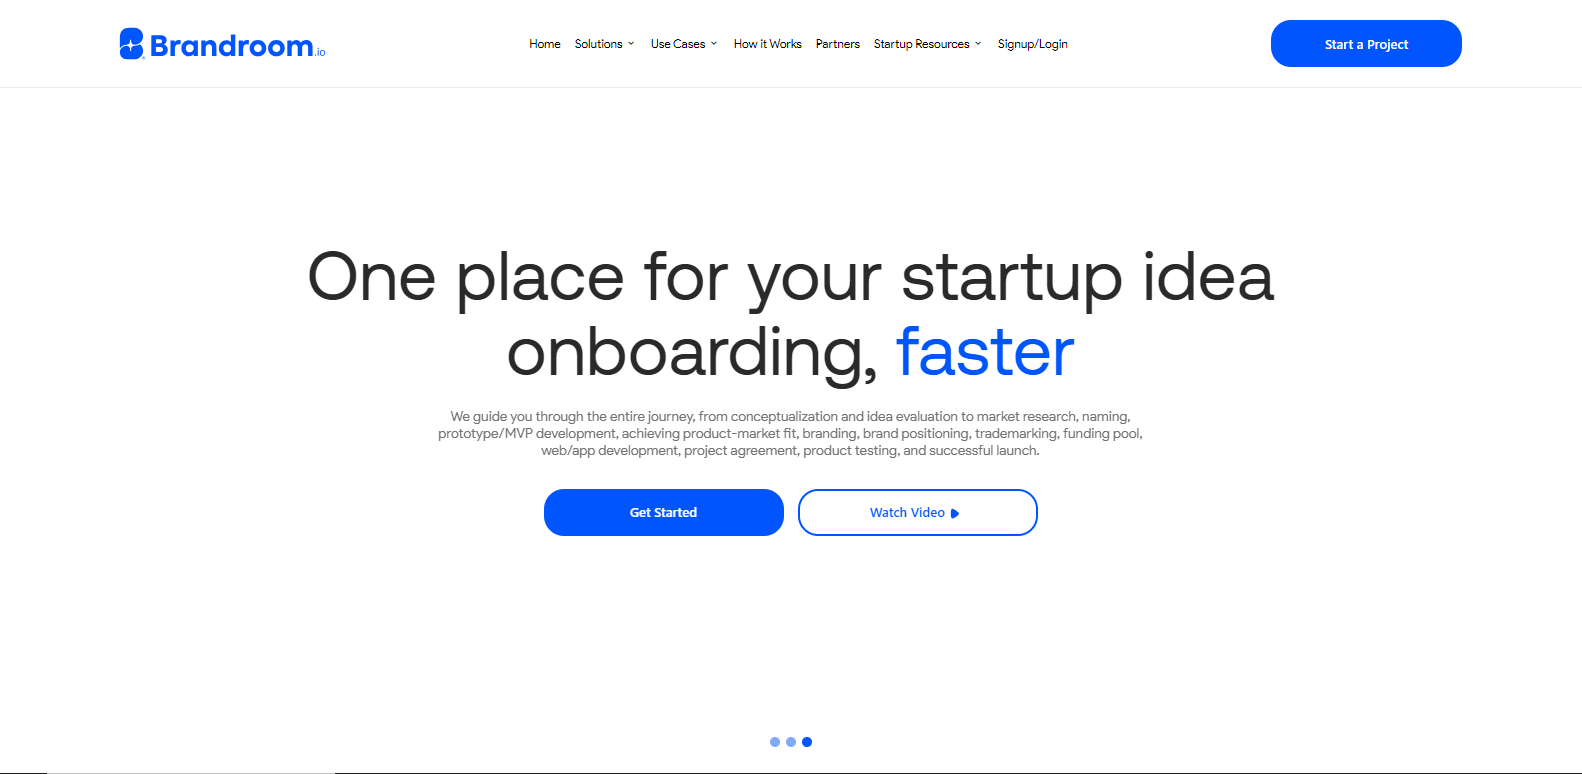 Brandroom.io
Home Solutions Use Cases How it Works Partners Startup Resources Signup/Login
Start a Project
One place for your startup idea
onboarding, faster
We guide you through the entire journey, from conceptualization and idea evaluation to market research, naming,
prototype/MVP development, achieving product-market fit, branding, brand positioning, trademarking, funding pool,
web/app development, project agreement, product testing, and successful launch.
Get Started
Watch Video